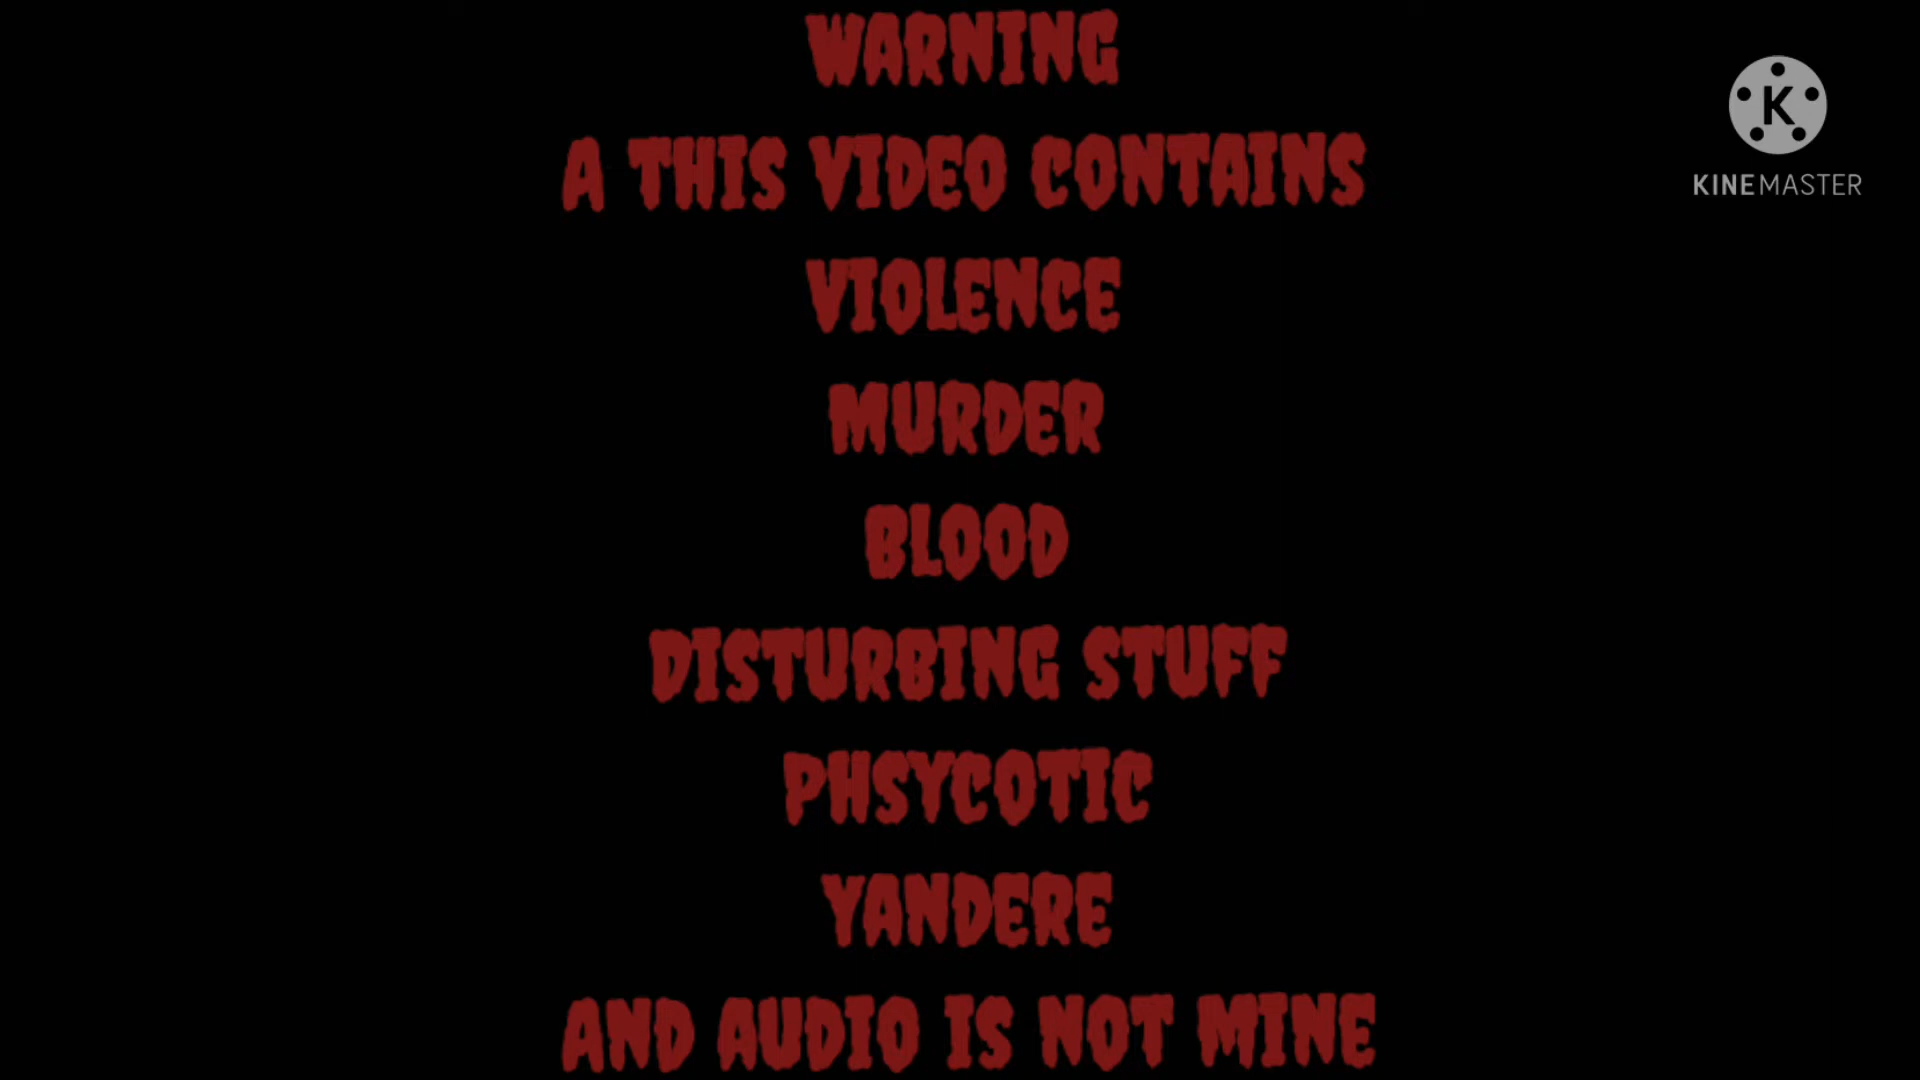 WARNING
A THIS VIDEO CONTAINS
VIOLENCE
MURDER
BLOOD
DISTURBING STUFF
PHSYCOTIC
YANDERE
AND AUDIO IS NOT MINE
K
KINEMASTER